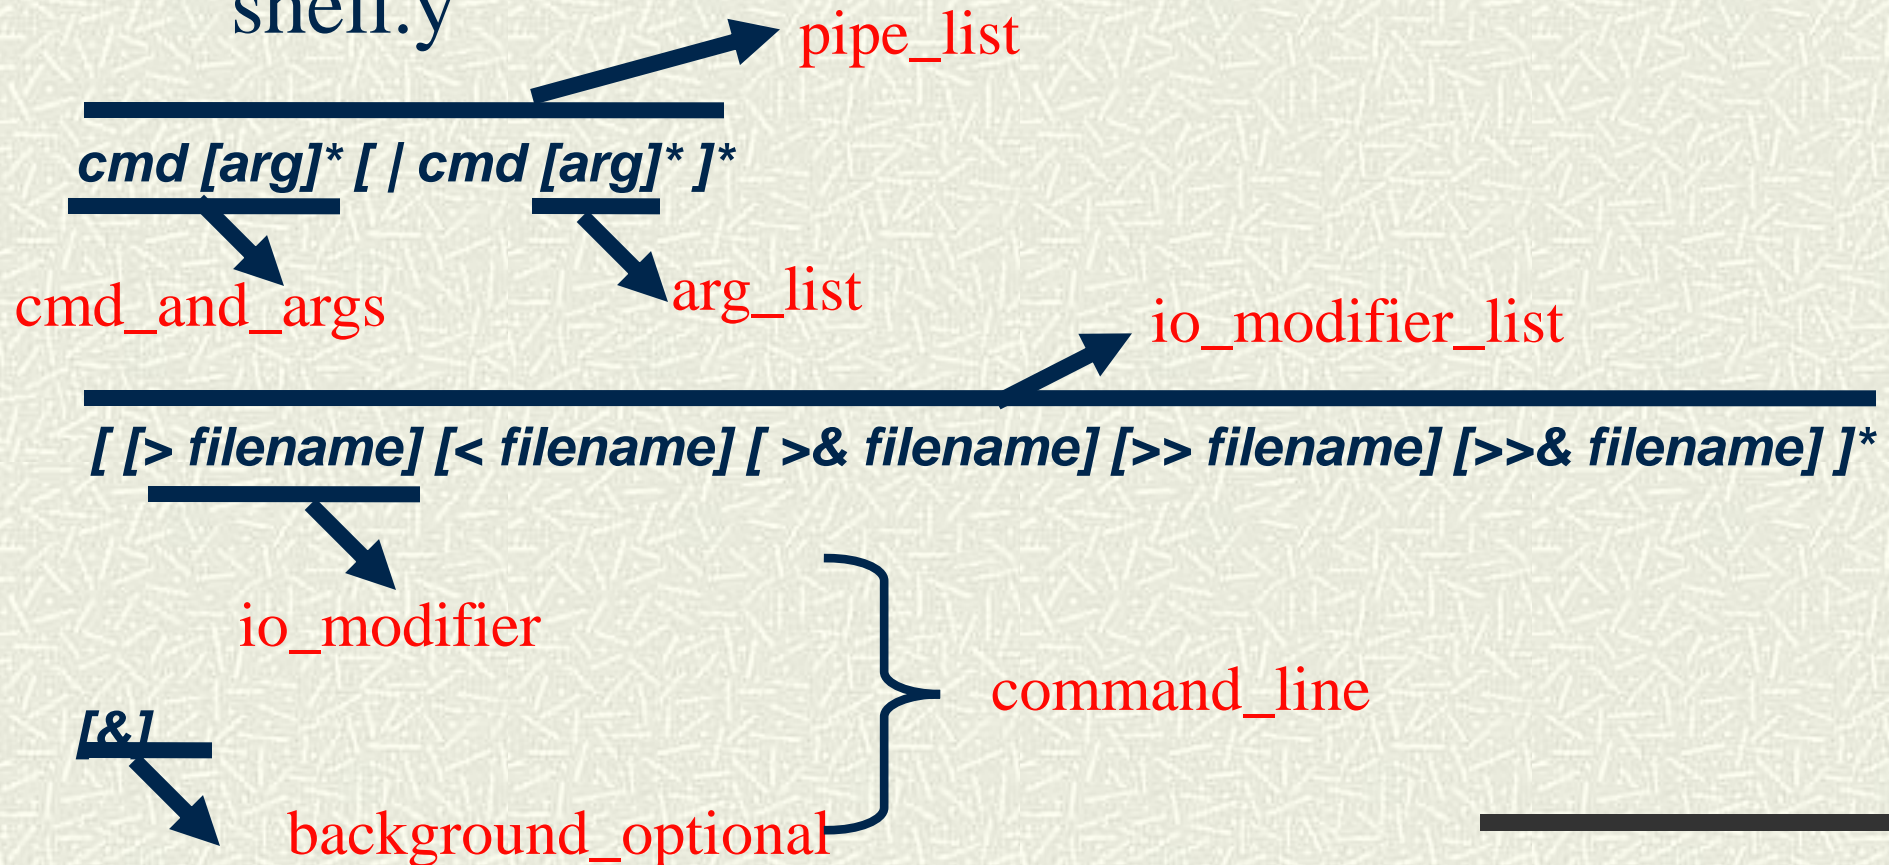 shell.y
pipe_list
cmd [arg]* [ | cmd [arg]* ]*
cmd_and_args
arg_list
io_modifier_list
[ [> filename] [< filename] [ >& filename] [>> filename] [>>& filename] ]*
io_modifier
command_line
[&]
background_optional